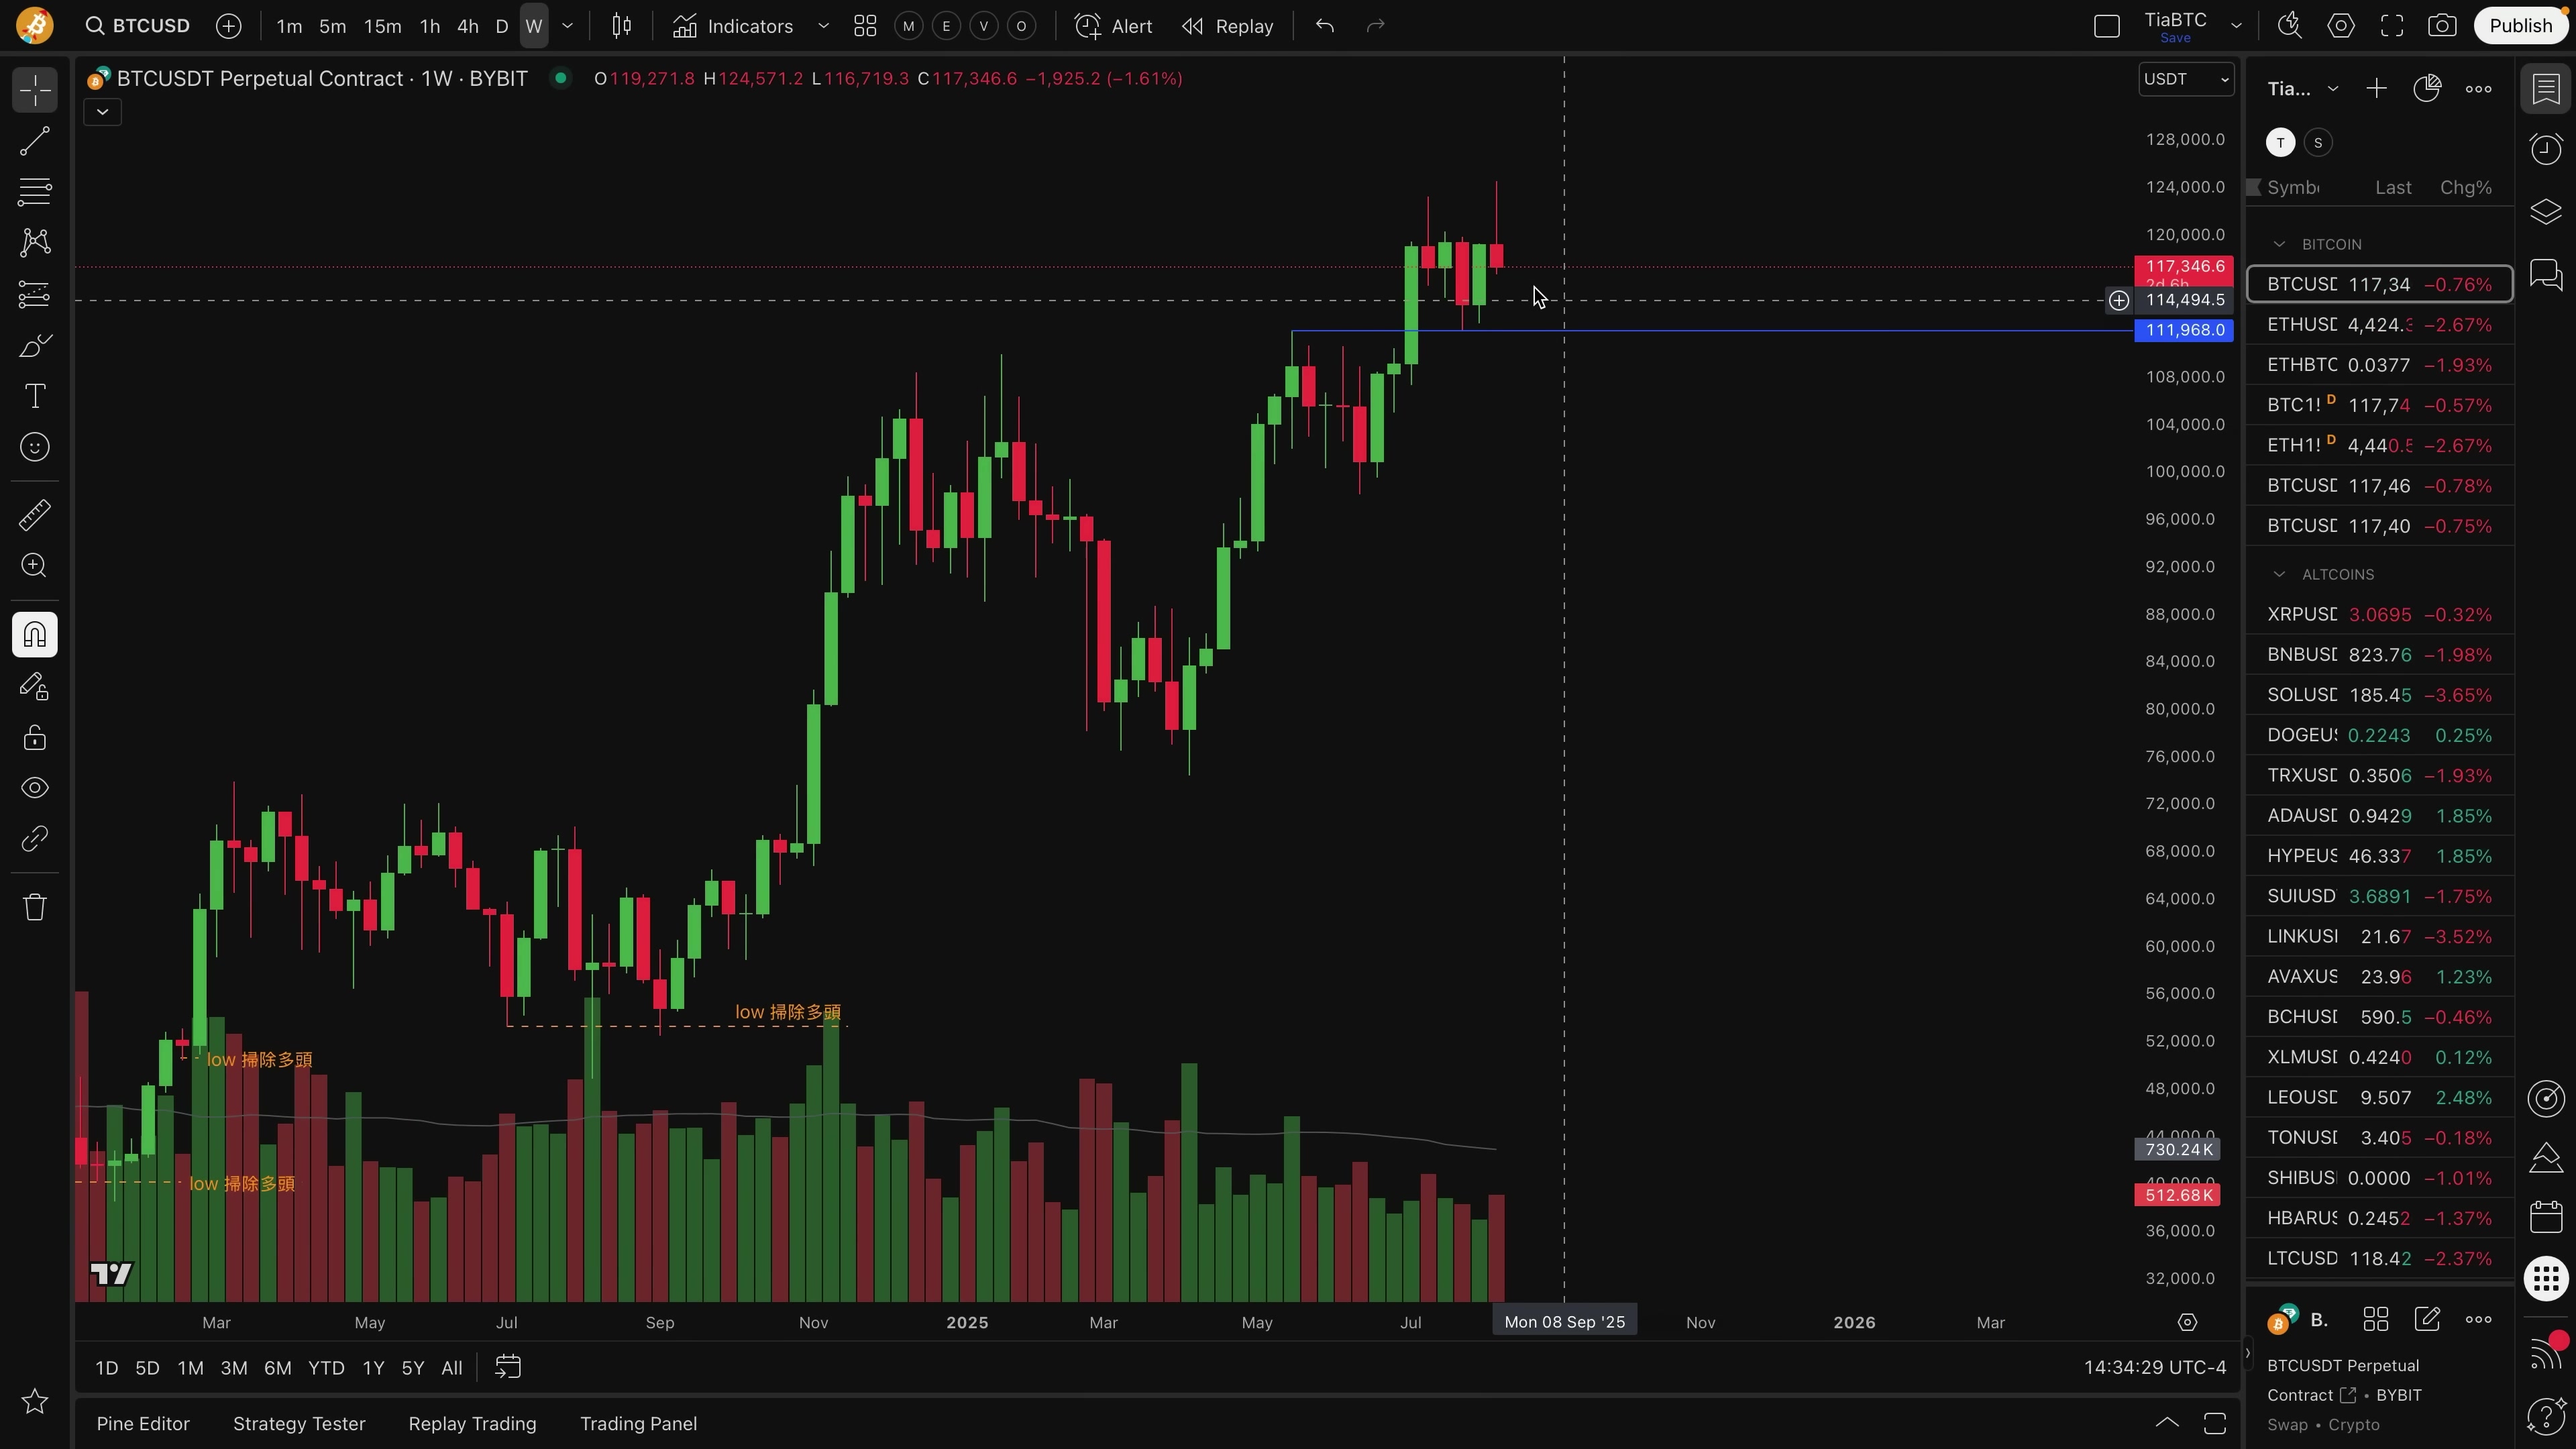 BTCUSD
1m 5m 15m 1h 4h D W
Indicators
M E V O
Alert
Replay
TiaBTC
Save
Publish
BTCUSDT Perpetual Contract · 1W · BYBIT
O119,271.8 H124,571.2 L116,719.3 C117,346.6 −1,925.2 (−1.61%)
USDT
128,000.0
124,000.0
120,000.0
117,346.6
114,494.5
111,968.0
108,000.0
104,000.0
100,000.0
96,000.0
92,000.0
88,000.0
84,000.0
80,000.0
76,000.0
72,000.0
68,000.0
64,000.0
60,000.0
56,000.0
52,000.0
48,000.0
730.24K
512.68K
36,000.0
32,000.0
low 掃除多頭
low 掃除多頭
low 掃除多頭
Mar May Jul Sep Nov 2025 Mar May Jul Mon 08 Sep '25 Nov 2026 Mar
1D 5D 1M 3M 6M YTD 1Y 5Y All
14:34:29 UTC-4
Pine Editor Strategy Tester Replay Trading Trading Panel
Tia...
T S
Last Chg%
BITCOIN
BTCUSD 117,34 −0.76%
ETHUSD 4,424. −2.67%
ETHBTC 0.0377 −1.93%
BTC1! D 117,74 −0.57%
ETH1! D 4,440.5 −2.67%
BTCUSD 117,46 −0.78%
BTCUSD 117,40 −0.75%
ALTCOINS
XRPUSD 3.0695 −0.32%
BNBUSD 823.76 −1.98%
SOLUSD 185.45 −3.65%
DOGEUS 0.2243 0.25%
TRXUSD 0.3506 −1.93%
ADAUSD 0.9429 1.85%
HYPEUS 46.337 1.85%
SUIUSD 3.6891 −1.75%
LINKUS 21.67 −3.52%
AVAXUS 23.96 1.23%
BCHUSD 590.5 −0.46%
XLMUSD 0.4240 0.12%
LEOUSD 9.507 2.48%
TONUSD 3.405 −0.18%
SHIBUS 0.0000 −1.01%
HBARUS 0.2452 −1.37%
LTCUSD 118.42 −2.37%
B.
BTCUSDT Perpetual
Contract • BYBIT
Swap • Crypto